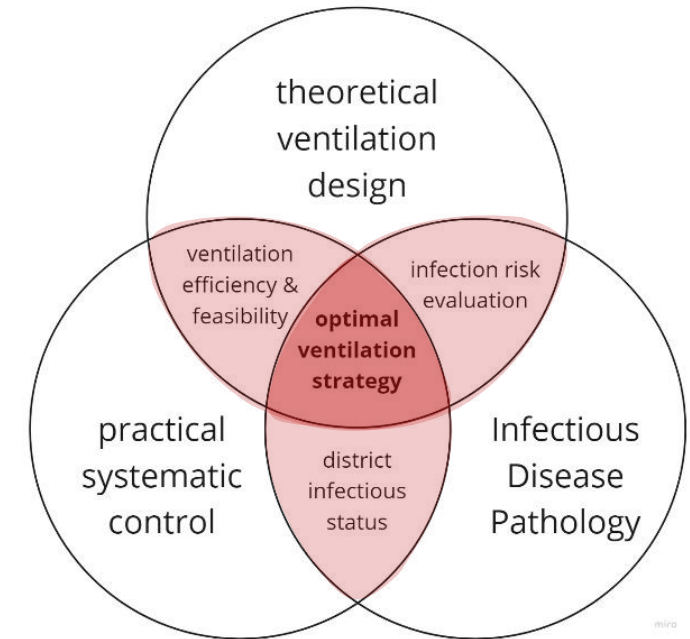 theoretical
ventilation
design
ventilation
efficiency &
feasibility
infection risk
evaluation
optimal
ventilation
strategy
practical
systematic
control
district
infectious
status
Infectious
Disease
Pathology
miro